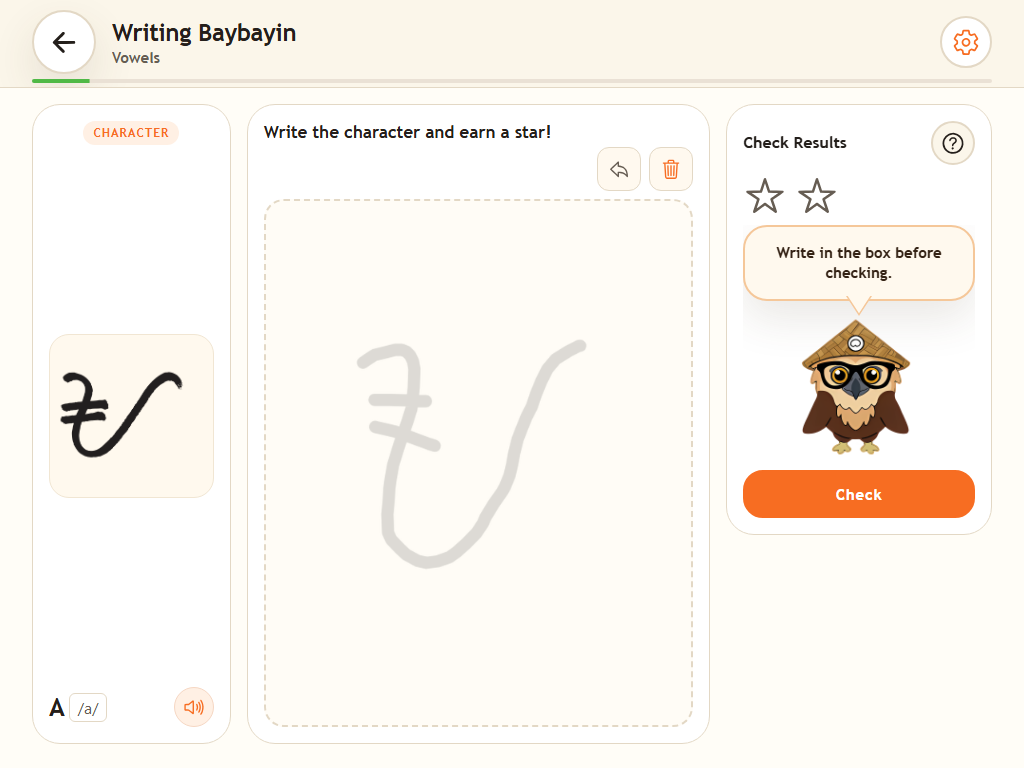 Writing Baybayin
Vowels
CHARACTER
ᜀ
A /a/
Write the character and earn a star!
ᜀ
Check Results
Write in the box before
checking.
Check